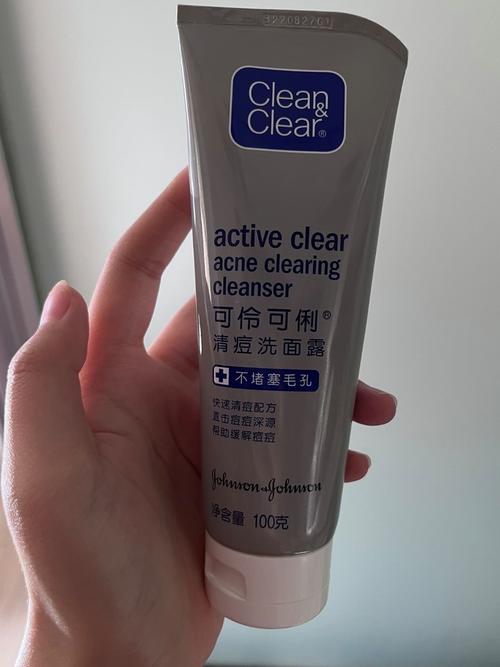 Clean
&
Clear®
active clear
acne clearing
cleanser
可伶可俐®
清痘洗面露
不堵塞毛孔
快速清痘配方
直击痘痘深源
帮助缓解痘痘
Johnson & Johnson
净含量 100克